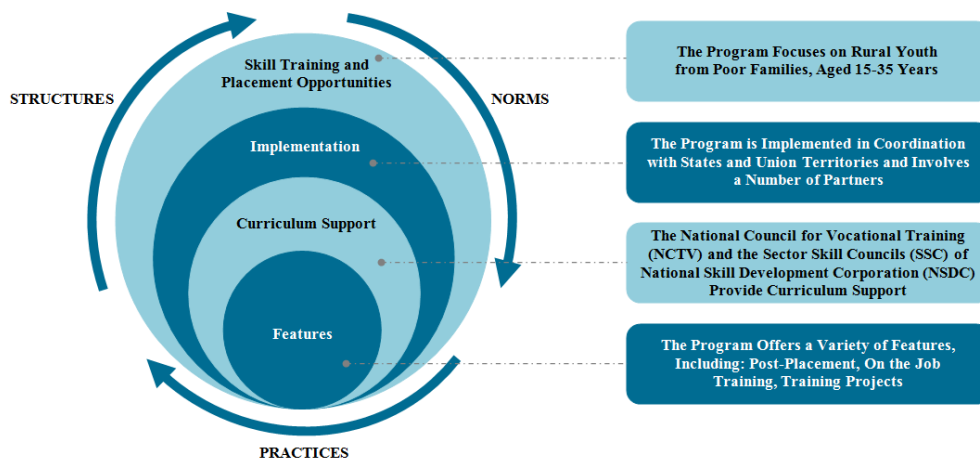 Skill Training and
Placement Opportunities
STRUCTURES
NORMS
Implementation
Curriculum Support
Features
PRACTICES
The Program Focuses on Rural Youth
from Poor Families, Aged 15-35 Years
The Program is Implemented in Coordination
with States and Union Territories and Involves
a Number of Partners
The National Council for Vocational Training
(NCTV) and the Sector Skill Councils (SSC) of
National Skill Development Corporation (NSDC)
Provide Curriculum Support
The Program Offers a Variety of Features,
Including: Post-Placement, On the Job
Training, Training Projects